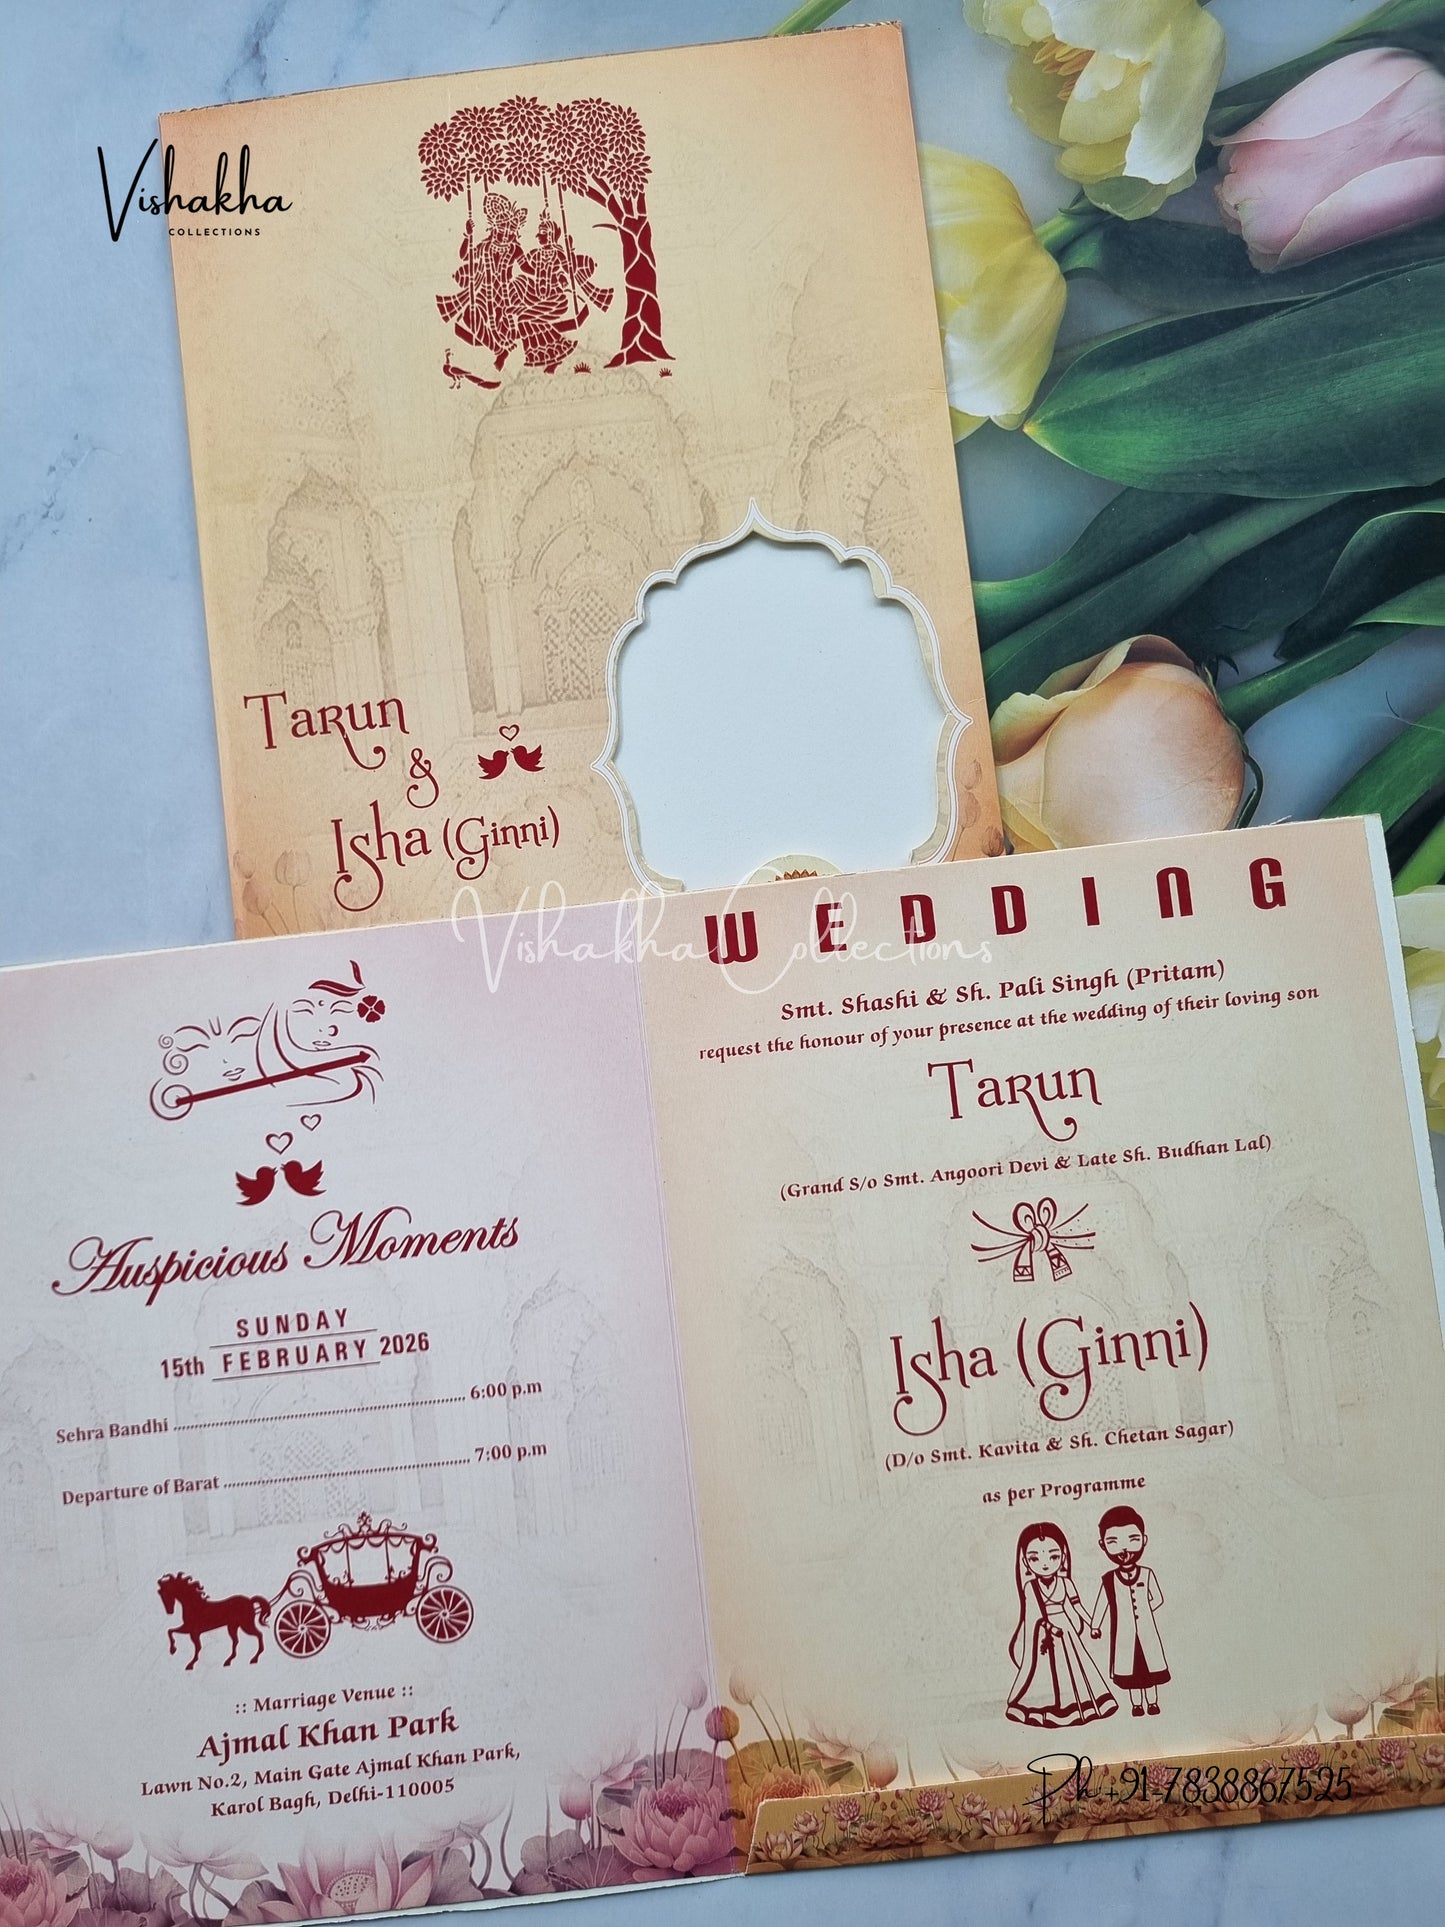 Vishakha
COLLECTIONS
Tarun
&
Isha (Ginni)
Vishakha Collections
WEDDING
Smt. Shashi & Sh. Pali Singh (Pritam)
request the honour of your presence at the wedding of their loving son
Tarun
(Grand S/o Smt. Angoori Devi & Late Sh. Budhan Lal)
Isha (Ginni)
(D/o Smt. Kavita & Sh. Chetan Sagar)
as per Programme
Auspicious Moments
SUNDAY
15th FEBRUARY 2026
Sehra Bandhi ........................ 6:00 p.m
Departure of Barat ........................ 7:00 p.m
:: Marriage Venue ::
Ajmal Khan Park
Lawn No.2, Main Gate Ajmal Khan Park,
Karol Bagh, Delhi-110005
Ph +91-7838867525